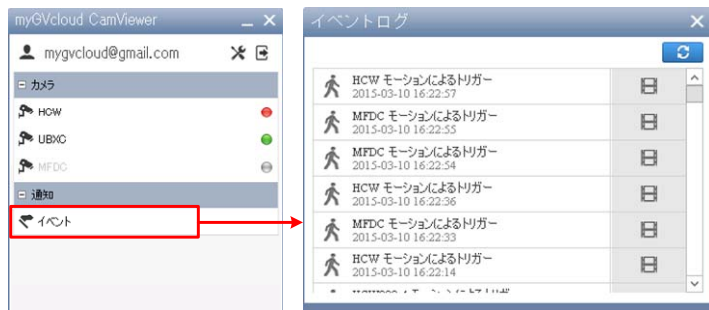 myGVcloud CamViewer
mygvcloud@gmail.com
カメラ
HCW
UBXC
MFDC
通知
イベント
イベントログ
HCW モーションによるトリガー
2015-03-10 16:22:57
MFDC モーションによるトリガー
2015-03-10 16:22:55
MFDC モーションによるトリガー
2015-03-10 16:22:54
HCW モーションによるトリガー
2015-03-10 16:22:36
MFDC モーションによるトリガー
2015-03-10 16:22:33
HCW モーションによるトリガー
2015-03-10 16:22:14